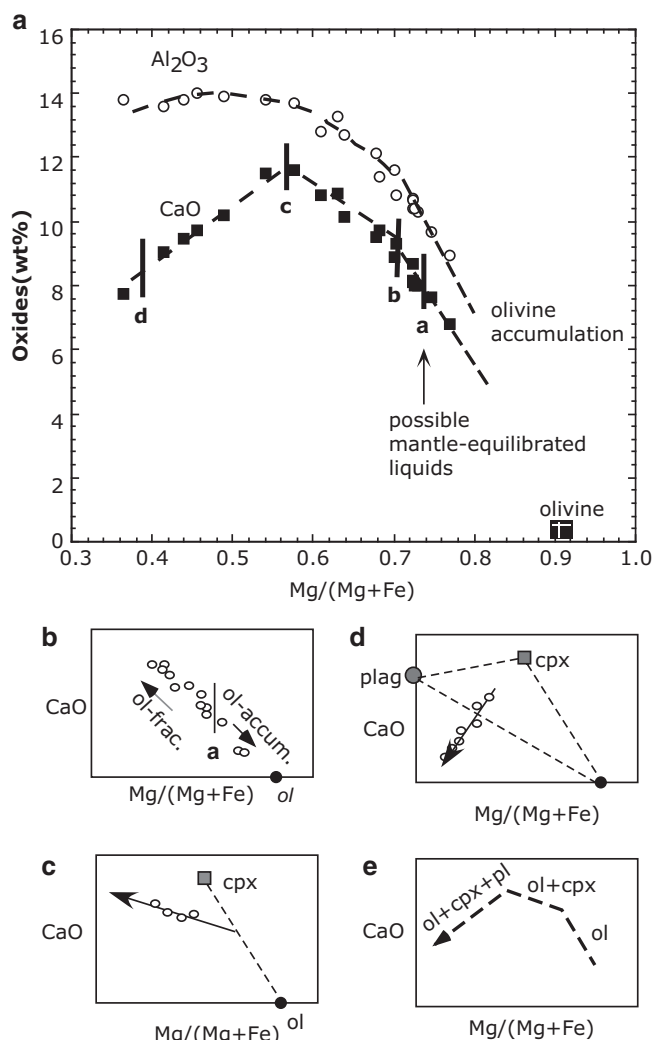 a
16
14
12
10
8
6
4
2
0
Oxides(wt%)
Al2O3
CaO
c
b
a
d
olivine
accumulation
possible
mantle-equilibrated
liquids
olivine
0.3 0.4 0.5 0.6 0.7 0.8 0.9 1.0
Mg/(Mg+Fe)
b
CaO
ol-frac.
ol-accum.
a
Mg/(Mg+Fe) ol
d
plag
cpx
CaO
Mg/(Mg+Fe)
c
CaO
cpx
ol
Mg/(Mg+Fe)
e
CaO
ol+cpx+pl
ol+cpx
ol
Mg/(Mg+Fe)